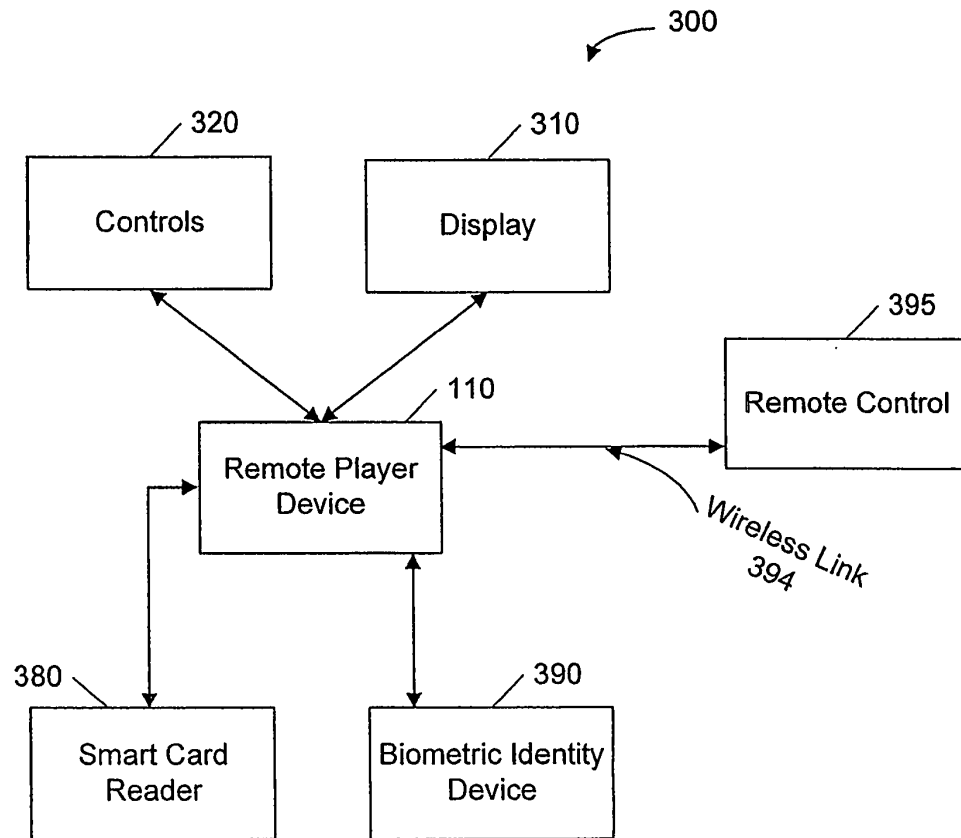 300
320
310
Controls
Display
395
Remote Control
110
Remote Player
Device
Wireless Link
394
380
390
Smart Card
Reader
Biometric Identity
Device